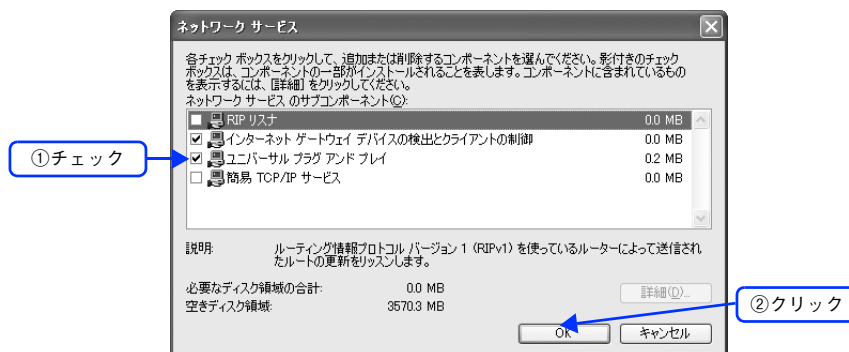 ネットワーク サービス
各チェック ボックスをクリックして、追加または削除するコンポーネントを選んでください。影付きのチェック
ボックスは、コンポーネントの一部がインストールされることを表します。コンポーネントに含まれているもの
を表示するには、[詳細] をクリックしてください。
ネットワーク サービス のサブコンポーネント(C):
RIP リスナ 0.0 MB
インターネット ゲートウェイ デバイスの検出とクライアントの制御 0.0 MB
①チェック
ユニバーサル プラグ アンド プレイ 0.2 MB
簡易 TCP/IP サービス 0.0 MB
説明: ルーティング情報プロトコル バージョン 1 (RIPv1) を使っているルーターによって送信され
たルートの更新をリッスンします。
必要なディスク領域の合計: 0.0 MB
詳細(D)...
空きディスク領域: 3570.3 MB
②クリック
OK キャンセル